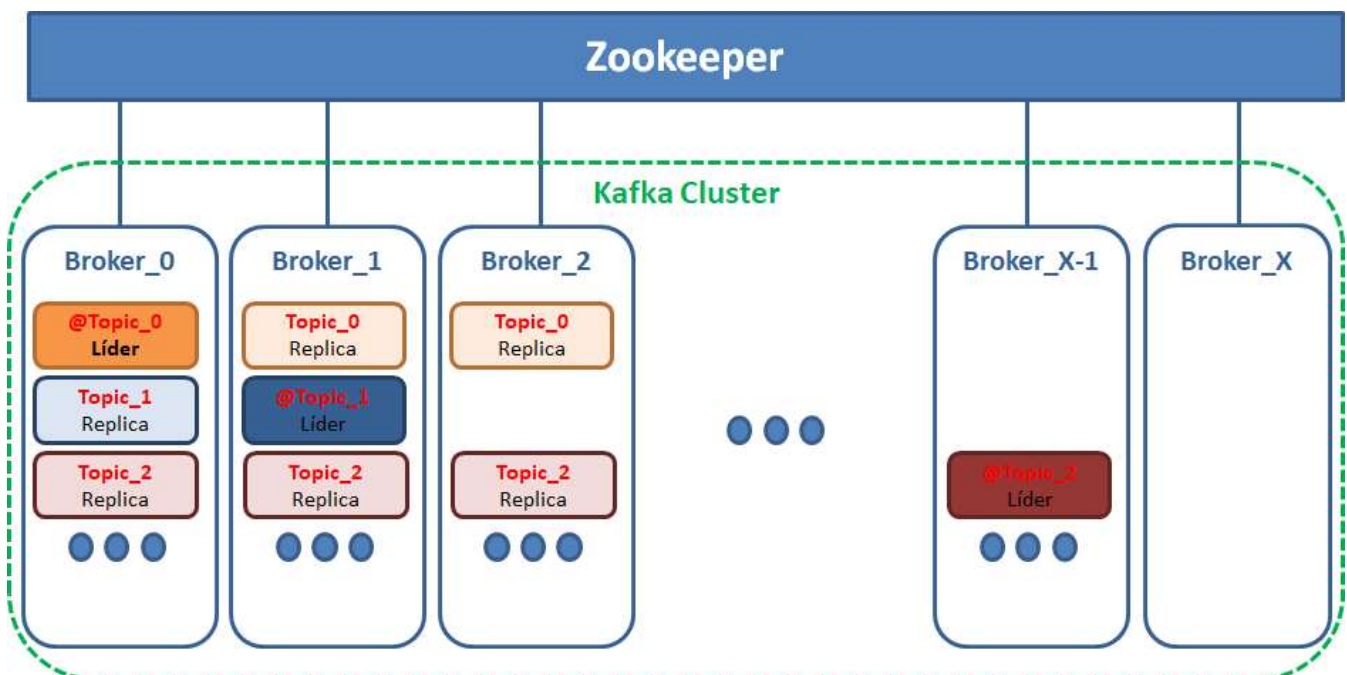 Zookeeper
Kafka Cluster
Broker_0
@Topic_0
Líder
Topic_1
Replica
Topic_2
Replica
Broker_1
Topic_0
Replica
@Topic_1
Líder
Topic_2
Replica
Broker_2
Topic_0
Replica
Topic_2
Replica
Broker_X-1
@Topic_2
Líder
Broker_X